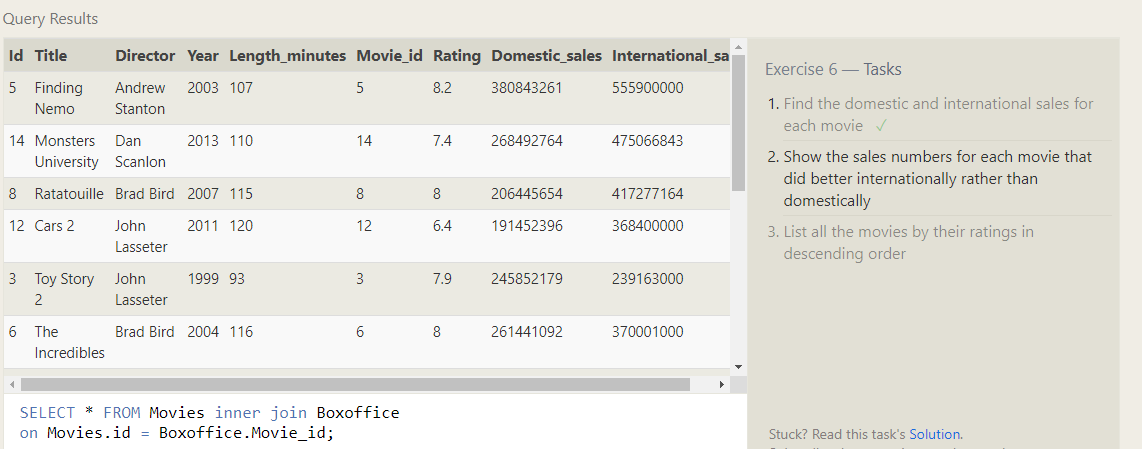 Query Results
Id Title Director Year Length_minutes Movie_id Rating Domestic_sales International_sa
5 Finding Andrew 2003 107 5 8.2 380843261 555900000
Nemo Stanton
14 Monsters Dan 2013 110 14 7.4 268492764 475066843
University Scanlon
8 Ratatouille Brad Bird 2007 115 8 8 206445654 417277164
12 Cars 2 John 2011 120 12 6.4 191452396 368400000
Lasseter
3 Toy Story John 1999 93 3 7.9 245852179 239163000
2 Lasseter
6 The Brad Bird 2004 116 6 8 261441092 370001000
Incredibles
SELECT * FROM Movies inner join Boxoffice
on Movies.id = Boxoffice.Movie_id;
Exercise 6 — Tasks
1. Find the domestic and international sales for
each movie ✓
2. Show the sales numbers for each movie that
did better internationally rather than
domestically
3. List all the movies by their ratings in
descending order
Stuck? Read this task's Solution.